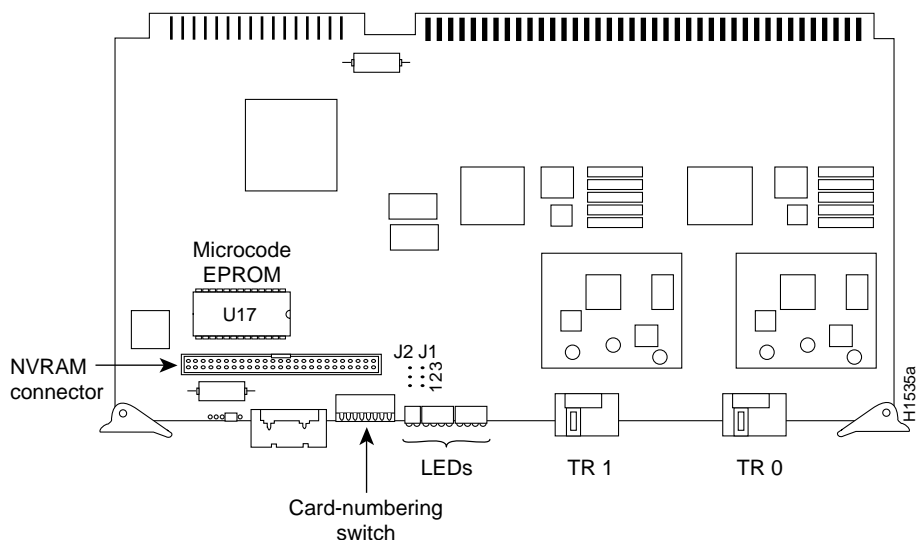 Microcode
EPROM
U17
J2 J1
123
NVRAM
connector
H1535a
LEDs
TR 1
TR 0
Card-numbering
switch